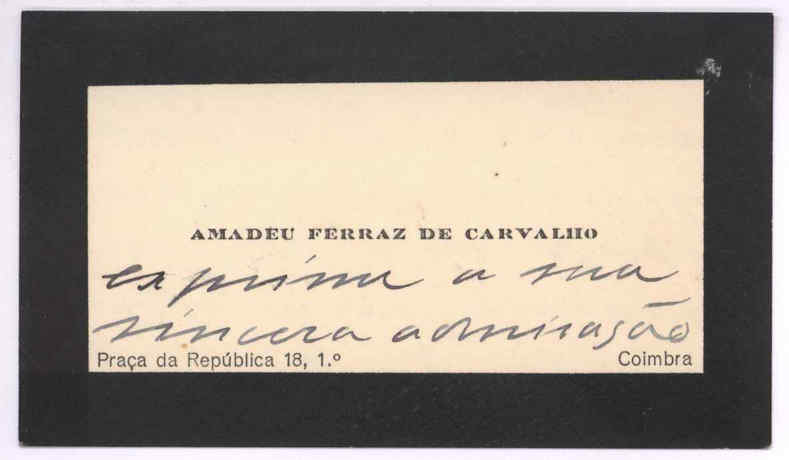 AMADEU FERRAZ DE CARVALHO
exprime a sua
sincera admiração
Praça da República 18, 1.º Coimbra